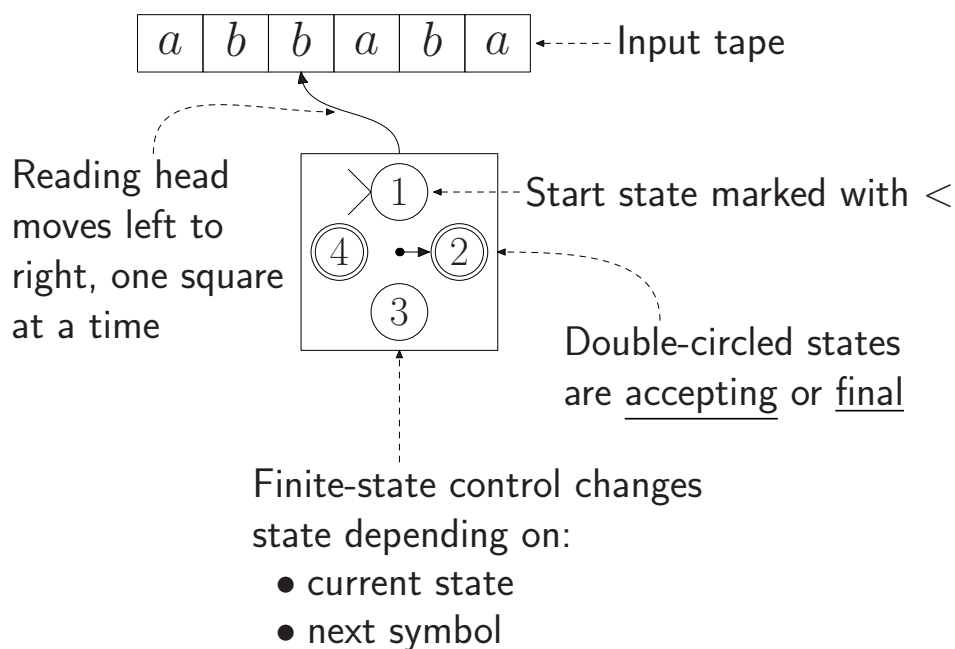 a b b a b a
Input tape
Reading head
moves left to
right, one square
at a time
1
Start state marked with <
4
2
3
Double-circled states
are accepting or final
Finite-state control changes
state depending on:
• current state
• next symbol